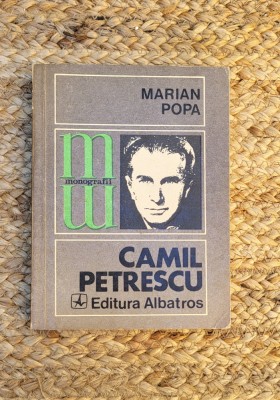 MARIAN
POPA
monografii
CAMIL
PETRESCU
Editura Albatros